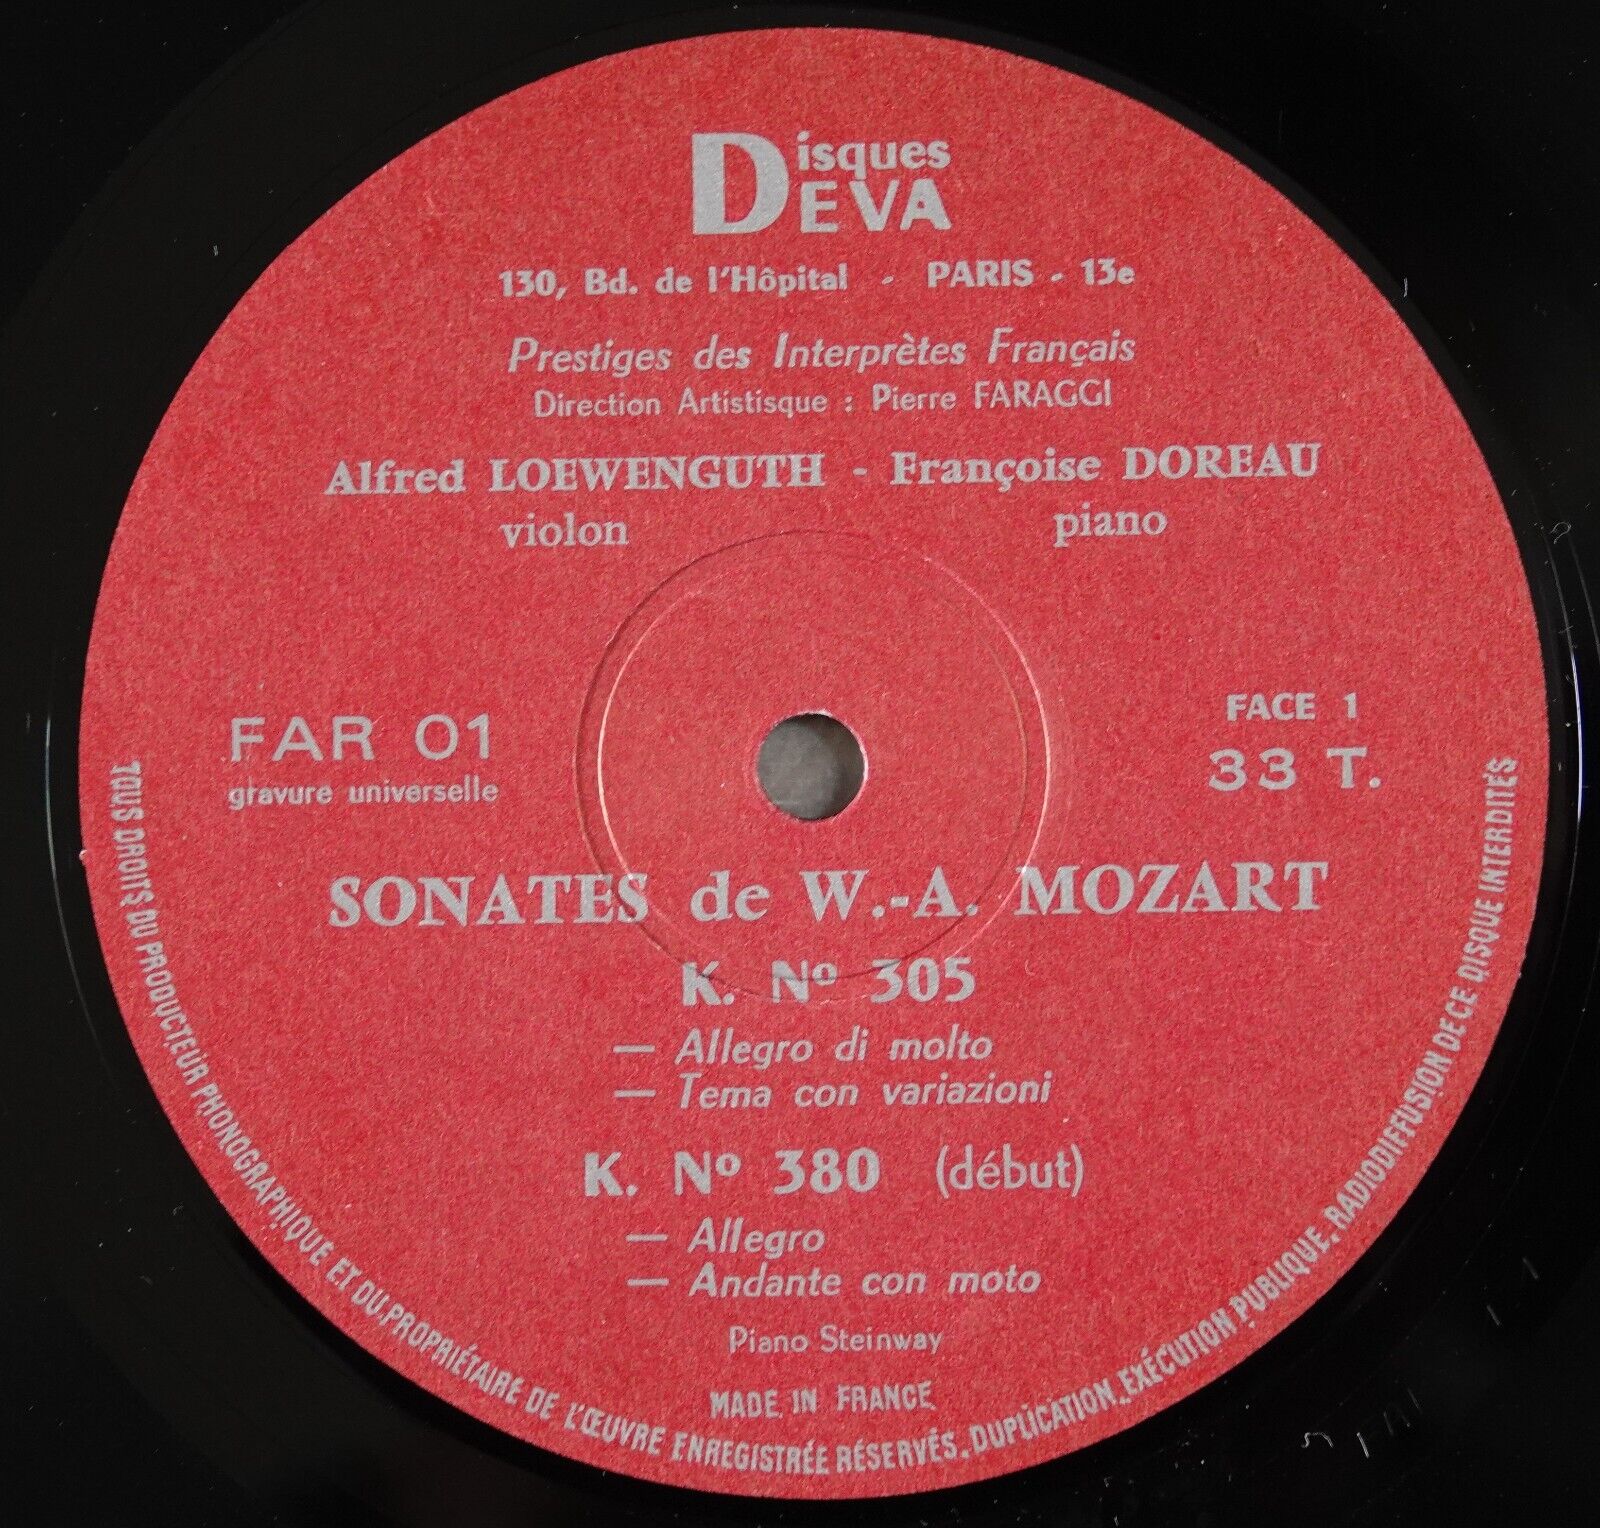 Disques
DEVA
130, Bd. de l'Hôpital - PARIS - 13e
Prestiges des Interprètes Français
Direction Artistisque : Pierre FARAGGI
Alfred LOEWENGUTH - Françoise DOREAU
violon piano
FAR 01
gravure universelle
FACE 1
33 T.
SONATES de W.-A. MOZART
K. Nº 305
— Allegro di molto
— Tema con variazioni
K. Nº 380 (début)
— Allegro
— Andante con moto
Piano Steinway
MADE IN FRANCE
TOUS DROITS DU PRODUCTEUR PHONOGRAPHIQUE ET DU PROPRIÉTAIRE DE L'ŒUVRE ENREGISTRÉE RÉSERVÉS. DUPLICATION, EXÉCUTION PUBLIQUE, RADIODIFFUSION DE CE DISQUE INTERDITES